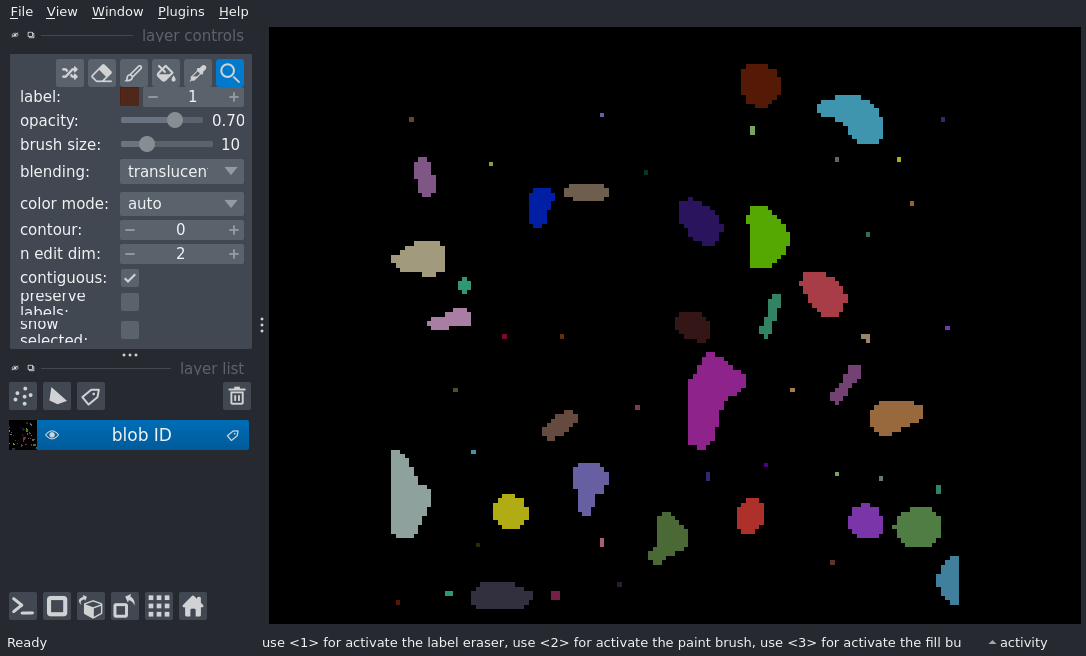 File View Window Plugins Help
layer controls
label: 1
opacity: 0.70
brush size: 10
blending: translucen
color mode: auto
contour: 0
n edit dim: 2
contiguous:
preserve
labels:
show
selected:
layer list
blob ID
Ready use <1> for activate the label eraser, use <2> for activate the paint brush, use <3> for activate the fill bu activity